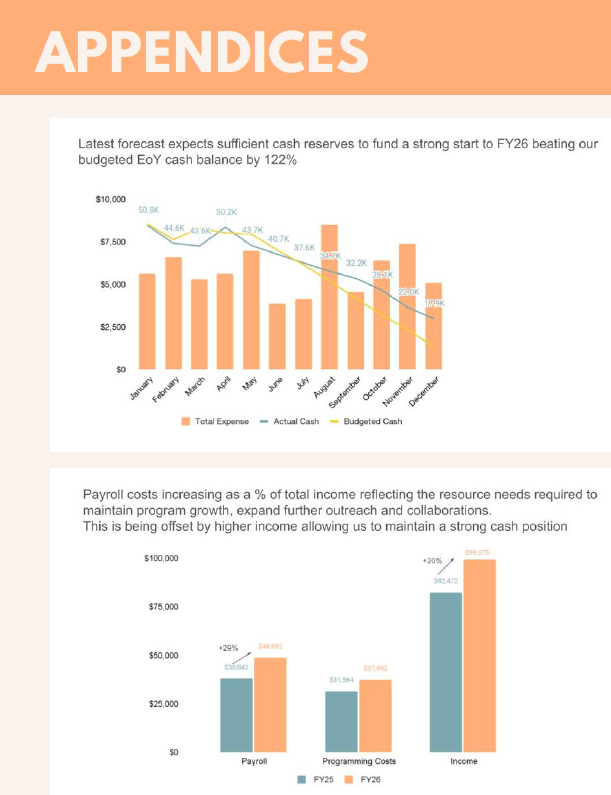 APPENDICES
Latest forecast expects sufficient cash reserves to fund a strong start to FY26 beating our
budgeted EoY cash balance by 122%
$10,000
$7,500
$5,000
$2,500
$0
50.8K
44.6K
43.6K
50.2K
43.7K
40.7K
37.6K
34.7K
32.2K
28.1K
22.0K
17.9K
January
February
March
April
May
June
July
August
September
October
November
December
Total Expense
Actual Cash
Budgeted Cash
Payroll costs increasing as a % of total income reflecting the resource needs required to
maintain program growth, expand further outreach and collaborations.
This is being offset by higher income allowing us to maintain a strong cash position
$100,000
$75,000
$50,000
$25,000
$0
+29%
$48,892
$31,564
$37,492
+20%
$82,472
$99,375
Payroll
Programming Costs
Income
FY25
FY26